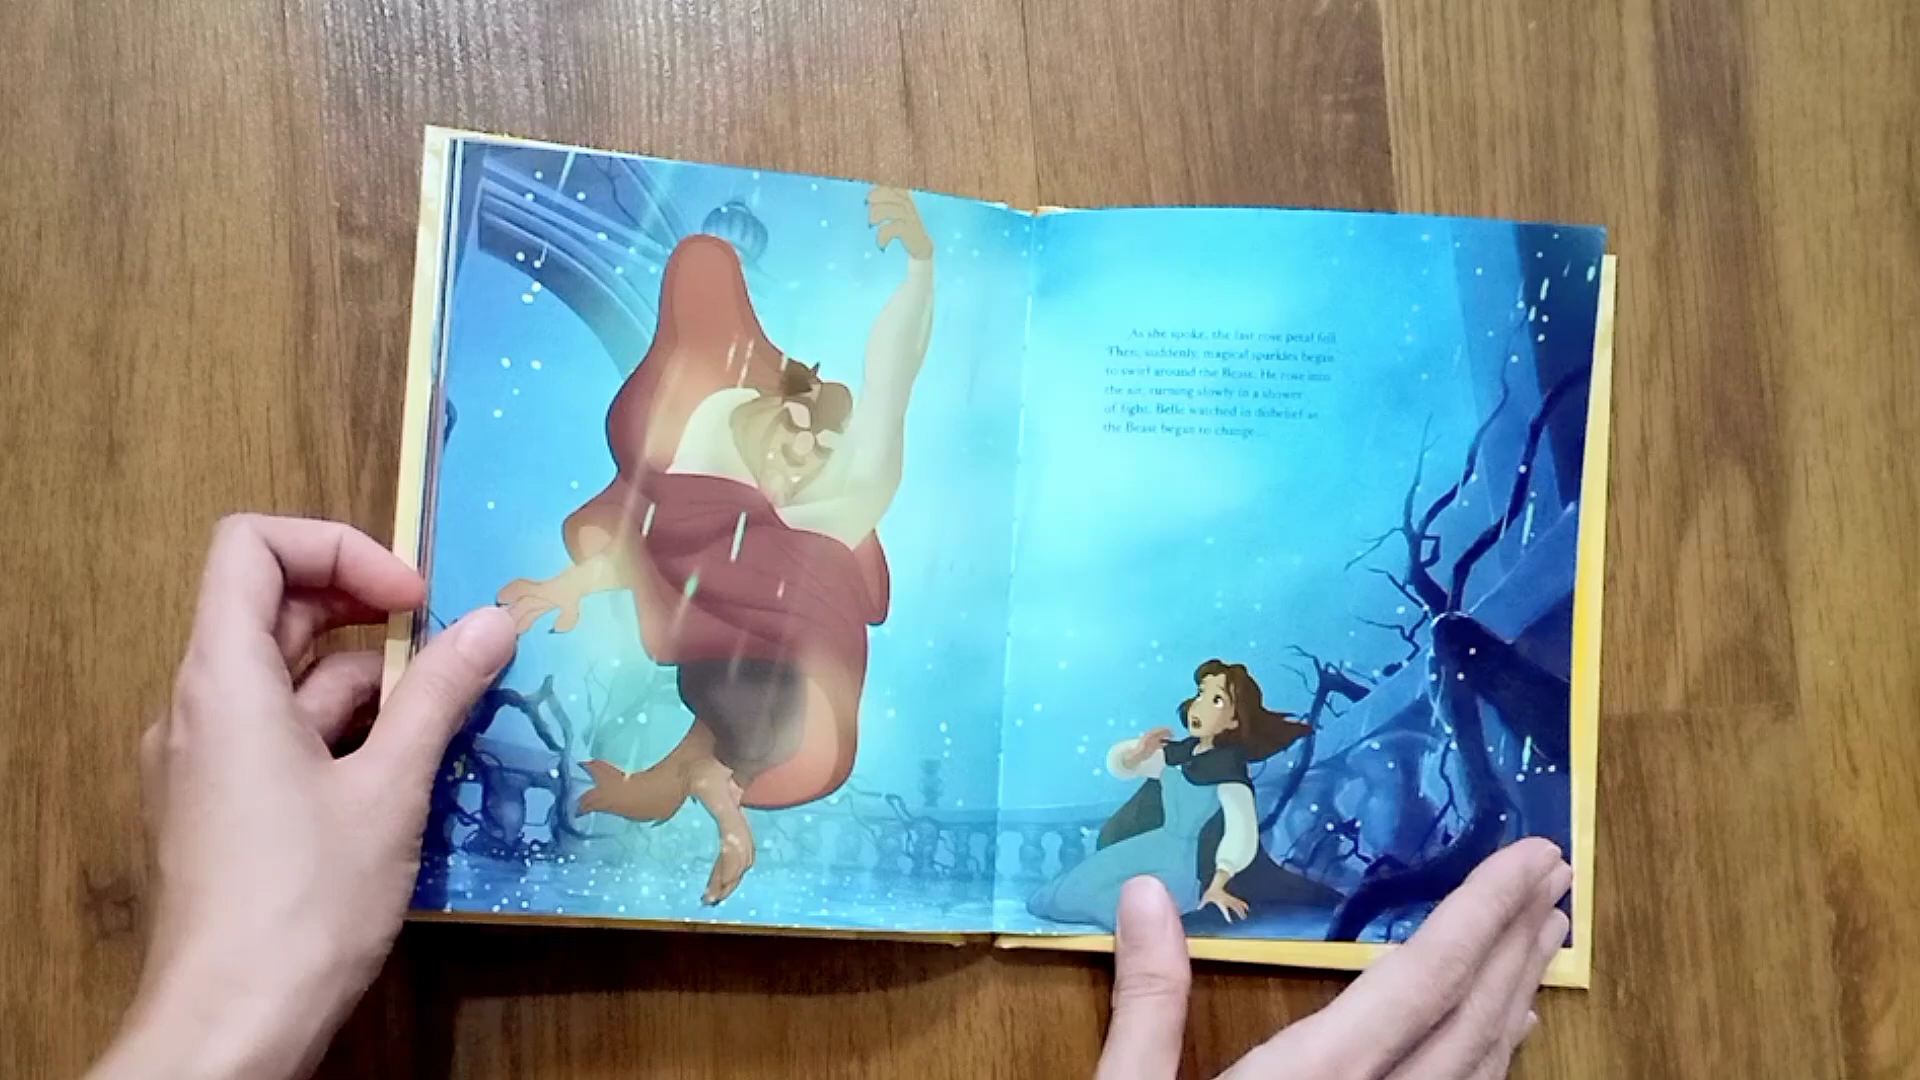 As she spoke, the last rose petal fell.
Then, suddenly, magical sparkles began
to swirl around the Beast. He rose into
the air, turning slowly in a shower
of light. Belle watched in disbelief as
the Beast began to change...